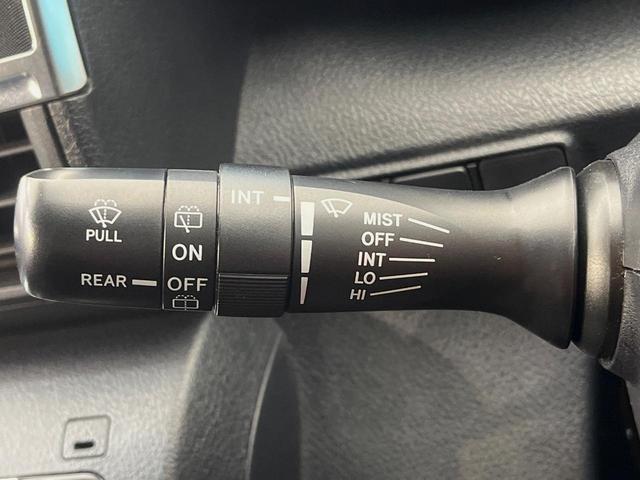 PULL
REAR
ON
OFF
INT
MIST
OFF
INT
LO
HI